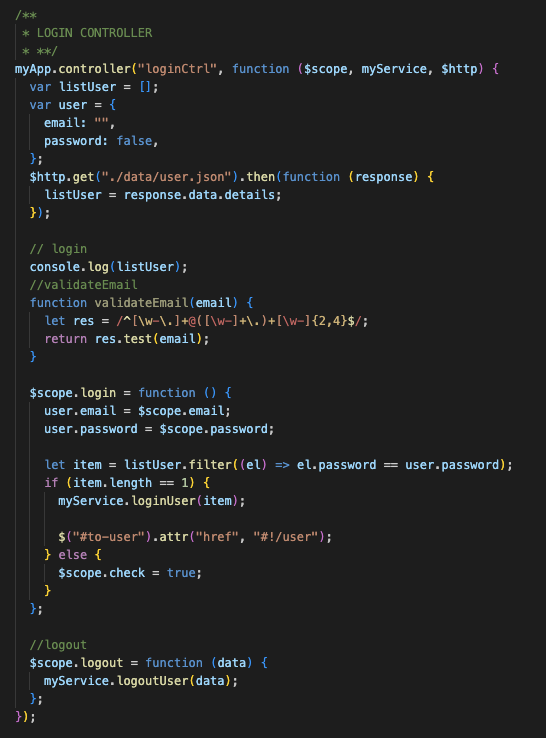 /**
 * LOGIN CONTROLLER
 * **/
myApp.controller("loginCtrl", function ($scope, myService, $http) {
  var listUser = [];
  var user = {
    email: "",
    password: false,
  };
  $http.get("./data/user.json").then(function (response) {
    listUser = response.data.details;
  });

  // login
  console.log(listUser);
  //validateEmail
  function validateEmail(email) {
    let res = /^[\w-\.]+@([\w-]+\.)+[\w-]{2,4}$/;
    return res.test(email);
  }

  $scope.login = function () {
    user.email = $scope.email;
    user.password = $scope.password;

    let item = listUser.filter((el) => el.password == user.password);
    if (item.length == 1) {
      myService.loginUser(item);

      $("#to-user").attr("href", "#!/user");
    } else {
      $scope.check = true;
    }
  };

  //logout
  $scope.logout = function (data) {
    myService.logoutUser(data);
  };
});